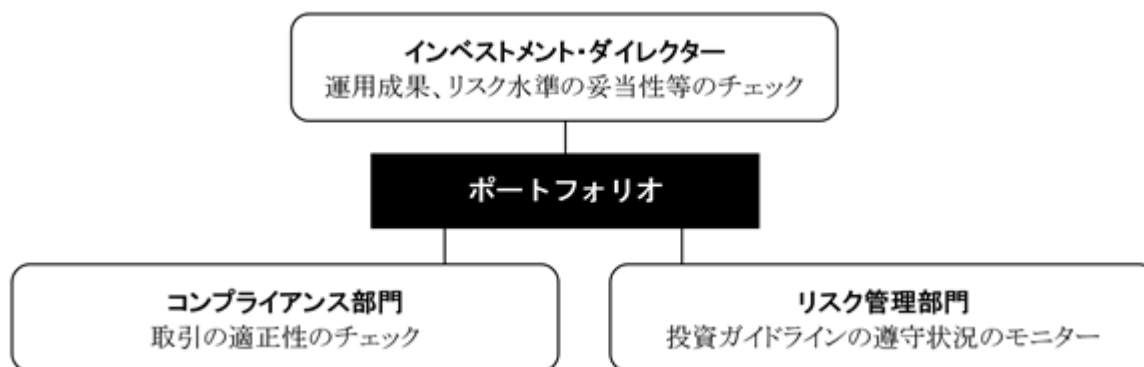 インベストメント・ダイレクター
運用成果、リスク水準の妥当性等のチェック
ポートフォリオ
コンプライアンス部門
取引の適正性のチェック
リスク管理部門
投資ガイドラインの遵守状況のモニター